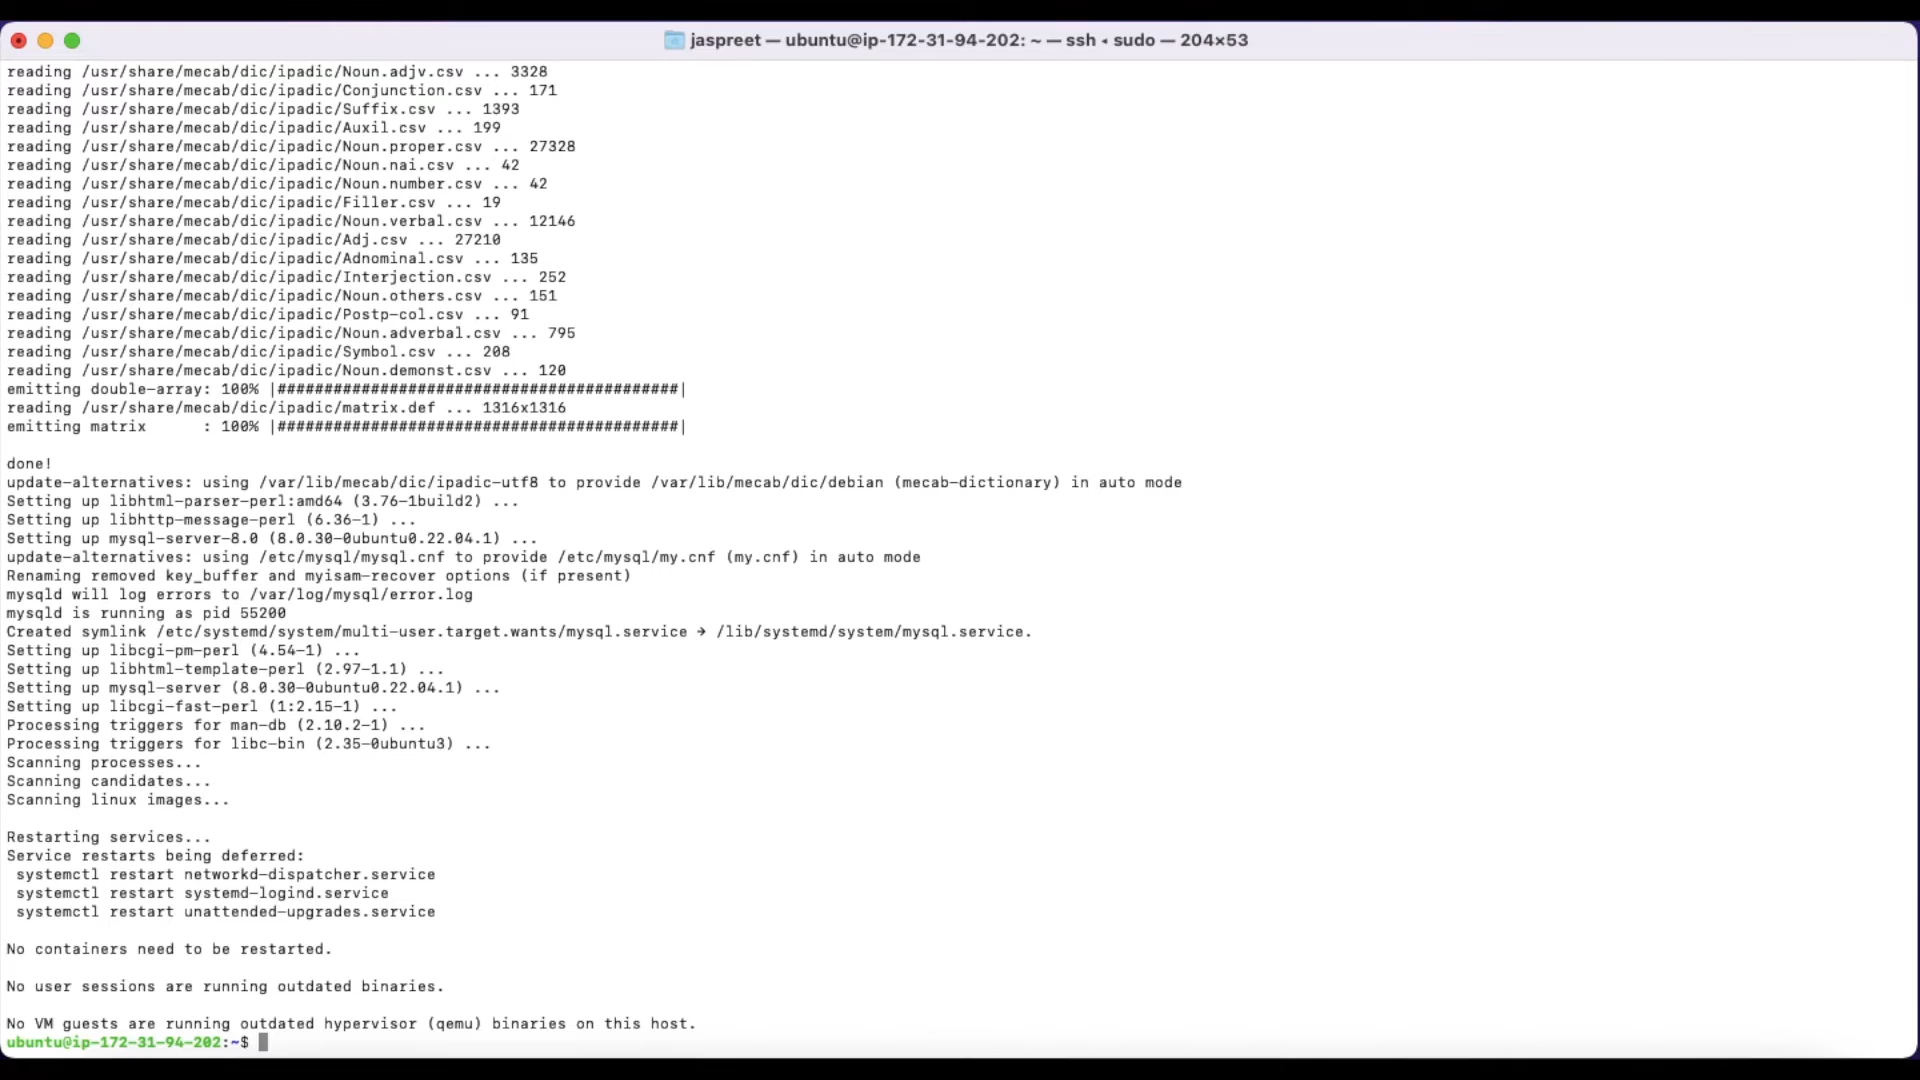 jaspreet — ubuntu@ip-172-31-94-202: ~ — ssh ◂ sudo — 204×53
reading /usr/share/mecab/dic/ipadic/Noun.adjv.csv ... 3328
reading /usr/share/mecab/dic/ipadic/Conjunction.csv ... 171
reading /usr/share/mecab/dic/ipadic/Suffix.csv ... 1393
reading /usr/share/mecab/dic/ipadic/Auxil.csv ... 199
reading /usr/share/mecab/dic/ipadic/Noun.proper.csv ... 27328
reading /usr/share/mecab/dic/ipadic/Noun.nai.csv ... 42
reading /usr/share/mecab/dic/ipadic/Noun.number.csv ... 42
reading /usr/share/mecab/dic/ipadic/Filler.csv ... 19
reading /usr/share/mecab/dic/ipadic/Noun.verbal.csv ... 12146
reading /usr/share/mecab/dic/ipadic/Adj.csv ... 27210
reading /usr/share/mecab/dic/ipadic/Adnominal.csv ... 135
reading /usr/share/mecab/dic/ipadic/Interjection.csv ... 252
reading /usr/share/mecab/dic/ipadic/Noun.others.csv ... 151
reading /usr/share/mecab/dic/ipadic/Postp-col.csv ... 91
reading /usr/share/mecab/dic/ipadic/Noun.adverbal.csv ... 795
reading /usr/share/mecab/dic/ipadic/Symbol.csv ... 208
reading /usr/share/mecab/dic/ipadic/Noun.demonst.csv ... 120
emitting double-array: 100% |###########################################|
reading /usr/share/mecab/dic/ipadic/matrix.def ... 1316x1316
emitting matrix      : 100% |###########################################|
done!
update-alternatives: using /var/lib/mecab/dic/ipadic-utf8 to provide /var/lib/mecab/dic/debian (mecab-dictionary) in auto mode
Setting up libhtml-parser-perl:amd64 (3.76-1build2) ...
Setting up libhttp-message-perl (6.36-1) ...
Setting up mysql-server-8.0 (8.0.30-0ubuntu0.22.04.1) ...
update-alternatives: using /etc/mysql/mysql.cnf to provide /etc/mysql/my.cnf (my.cnf) in auto mode
Renaming removed key_buffer and myisam-recover options (if present)
mysqld will log errors to /var/log/mysql/error.log
mysqld is running as pid 55200
Created symlink /etc/systemd/system/multi-user.target.wants/mysql.service → /lib/systemd/system/mysql.service.
Setting up libcgi-pm-perl (4.54-1) ...
Setting up libhtml-template-perl (2.97-1.1) ...
Setting up mysql-server (8.0.30-0ubuntu0.22.04.1) ...
Setting up libcgi-fast-perl (1:2.15-1) ...
Processing triggers for man-db (2.10.2-1) ...
Processing triggers for libc-bin (2.35-0ubuntu3) ...
Scanning processes...
Scanning candidates...
Scanning linux images...
Restarting services...
Service restarts being deferred:
 systemctl restart networkd-dispatcher.service
 systemctl restart systemd-logind.service
 systemctl restart unattended-upgrades.service
No containers need to be restarted.
No user sessions are running outdated binaries.
No VM guests are running outdated hypervisor (qemu) binaries on this host.
ubuntu@ip-172-31-94-202:~$